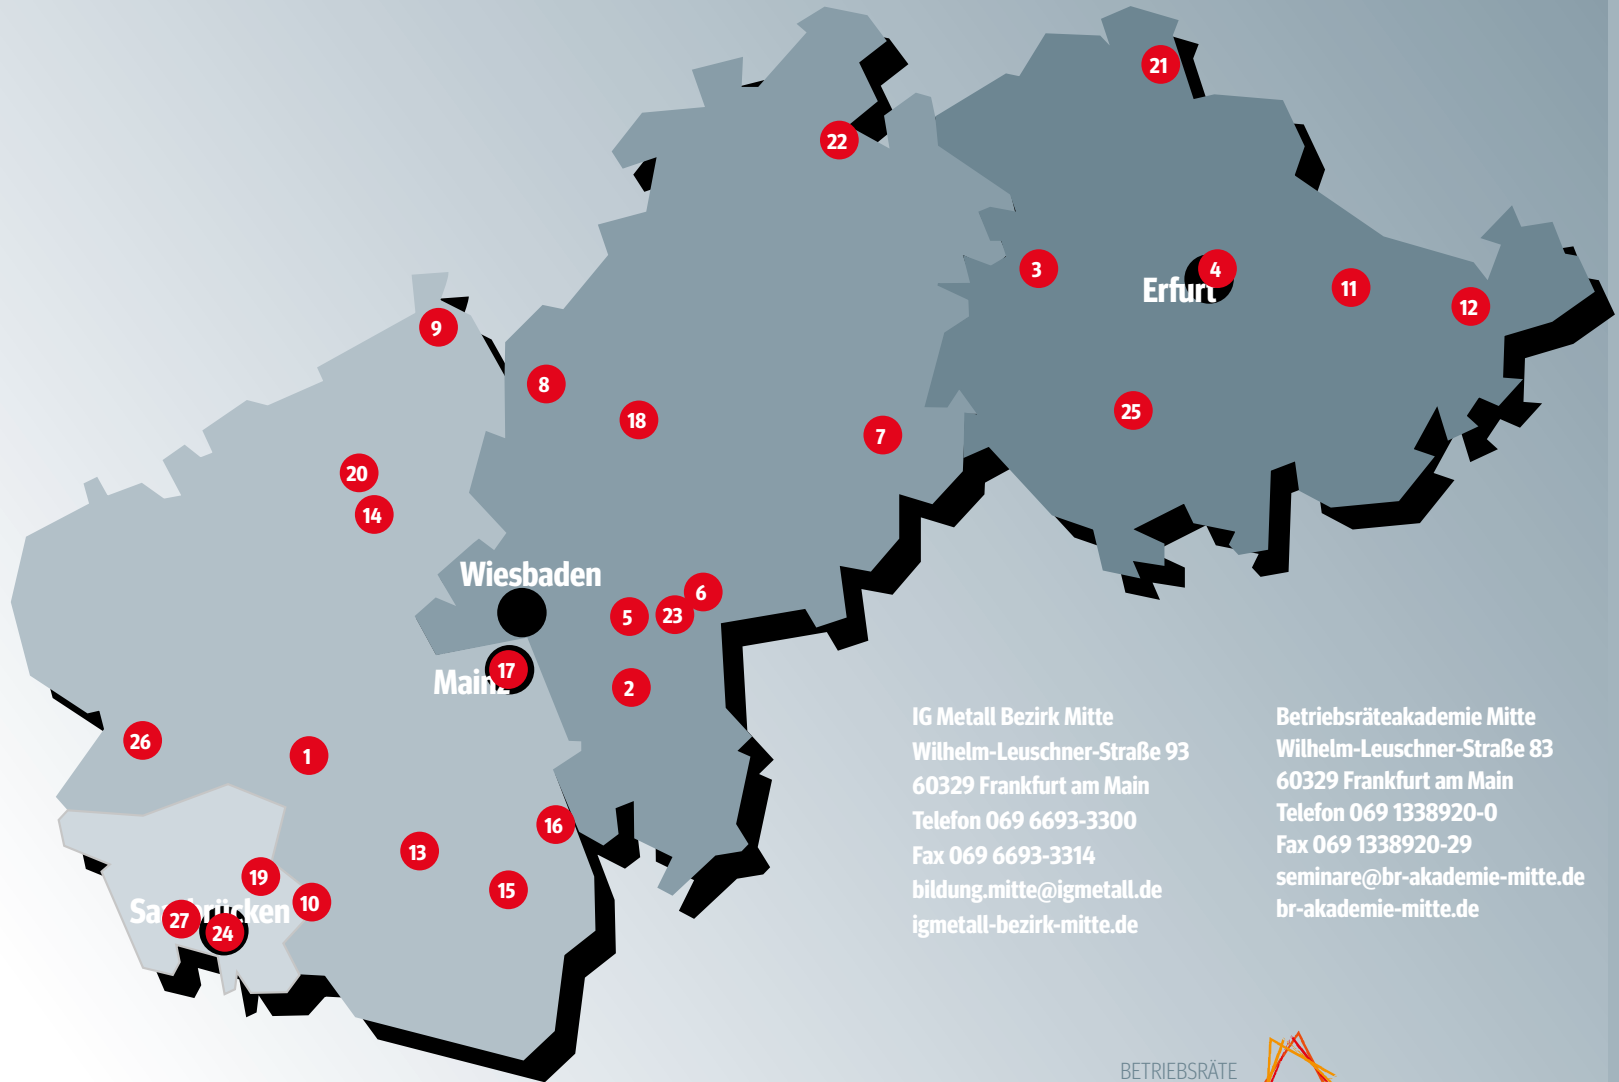 21
22
3
4
Erfurt
11
12
9
8
18
7
25
20
14
Wiesbaden
6
5
23
17
Mainz
2
26
1
16
13
19
15
10
Saarbrücken
27
24
IG Metall Bezirk Mitte
Wilhelm-Leuschner-Straße 93
60329 Frankfurt am Main
Telefon 069 6693-3300
Fax 069 6693-3314
bildung.mitte@igmetall.de
igmetall-bezirk-mitte.de
Betriebsräteakademie Mitte
Wilhelm-Leuschner-Straße 83
60329 Frankfurt am Main
Telefon 069 1338920-0
Fax 069 1338920-29
seminare@br-akademie-mitte.de
br-akademie-mitte.de
BETRIEBSRÄTE